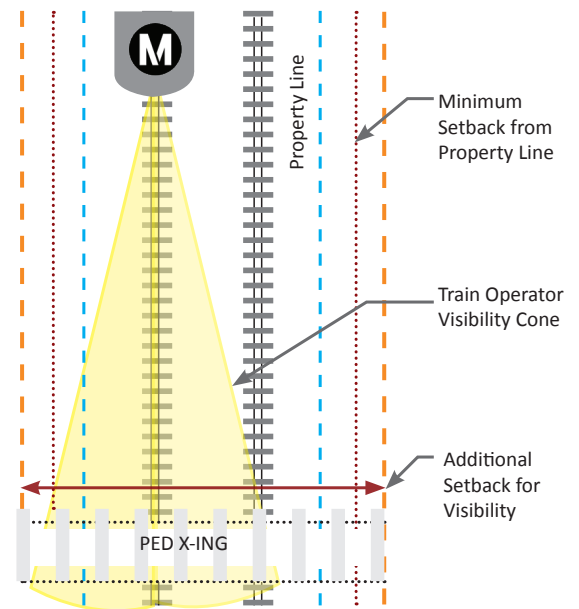 M
Property Line
Minimum
Setback from
Property Line
Train Operator
Visibility Cone
Additional
Setback for
Visibility
PED X-ING